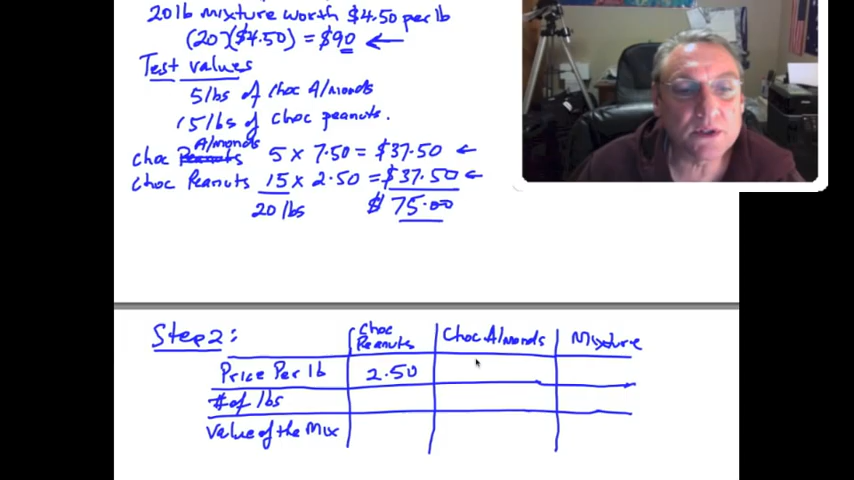 20lb mixture worth $4.50 per lb
(20)($4.50) = $90 ←
Test values
5lbs of choc Almonds
15lbs of choc peanuts.
Almonds
choc Peanuts 5 x 7.50 = $37.50 ←
choc Peanuts 15 x 2.50 = $37.50 ←
20 lbs $ 75.00
Step2:
Choc Peanuts Choc Almonds Mixture
Price Per lb 2.50
# of lbs
Value of the Mix